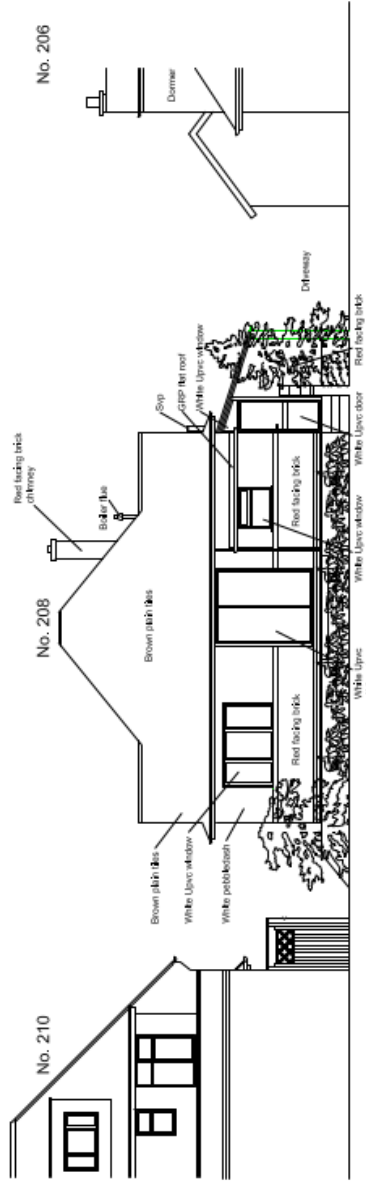 No. 210
No. 208
No. 206
Red facing brick
chimney
Boiler flue
Svp
GRP flat roof
White Upvc window
Dormer
Driveway
Brown plain tiles
Brown plain tiles
White Upvc window
White pebbledash
Red facing brick
Red facing brick
White Upvc
White Upvc window
White Upvc door
Red facing brick